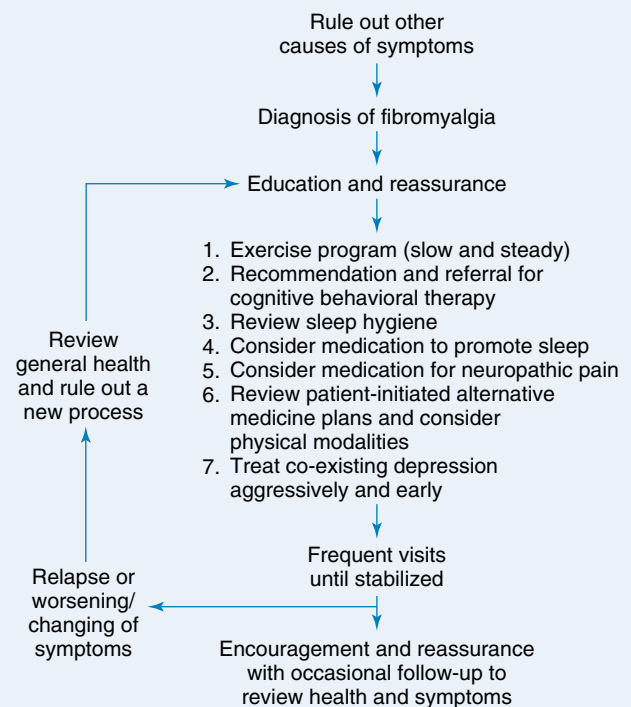 Rule out other
causes of symptoms
Diagnosis of fibromyalgia
Education and reassurance
1. Exercise program (slow and steady)
2. Recommendation and referral for
cognitive behavioral therapy
3. Review sleep hygiene
4. Consider medication to promote sleep
5. Consider medication for neuropathic pain
6. Review patient-initiated alternative
medicine plans and consider
physical modalities
7. Treat co-existing depression
aggressively and early
Frequent visits
until stabilized
Encouragement and reassurance
with occasional follow-up to
review health and symptoms
Relapse or
worsening/
changing of
symptoms
Review
general health
and rule out a
new process